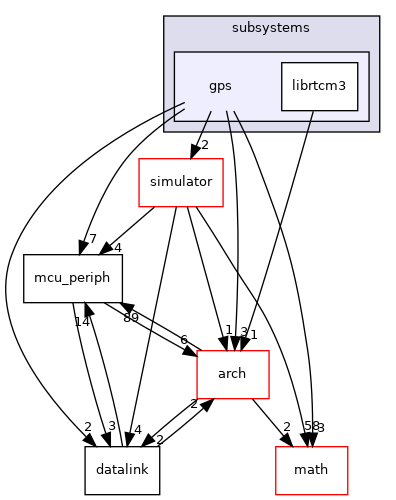 subsystems
gps
librtcm3
2
simulator
7
4
mcu_periph
89
14
6
1
3
1
arch
2
2
3
4
2
2
58
3
datalink
math